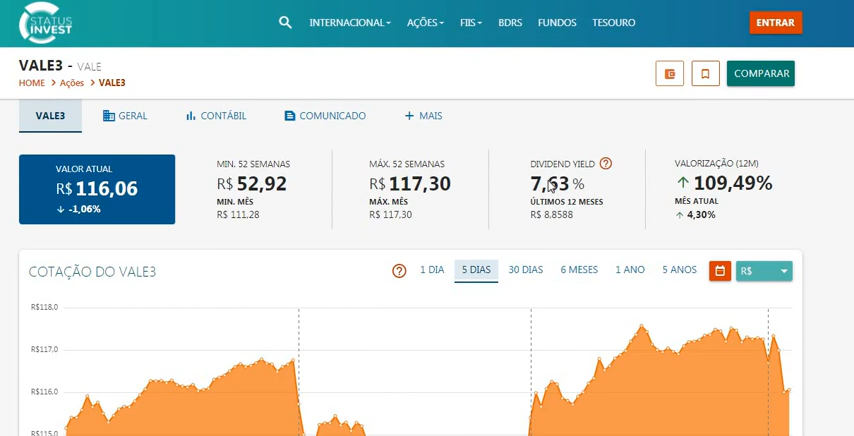 STATUS
INVEST
INTERNACIONAL
AÇÕES
FIIS
BDRS
FUNDOS
TESOURO
ENTRAR
VALE3 - VALE
HOME > Ações > VALE3
COMPARAR
VALE3
GERAL
CONTÁBIL
COMUNICADO
+ MAIS
VALOR ATUAL
R$ 116,06
-1,06%
MIN. 52 SEMANAS
R$ 52,92
MIN. MÊS
R$ 111,28
MÁX. 52 SEMANAS
R$ 117,30
MÁX. MÊS
R$ 117,30
DIVIDEND YIELD ?
7,63 %
ÚLTIMOS 12 MESES
R$ 8,8588
VALORIZAÇÃO (12M)
109,49%
MÊS ATUAL
4,30%
COTAÇÃO DO VALE3
?
1 DIA
5 DIAS
30 DIAS
6 MESES
1 ANO
5 ANOS
R$
R$118,0
R$117,0
R$116,0
R$115,0